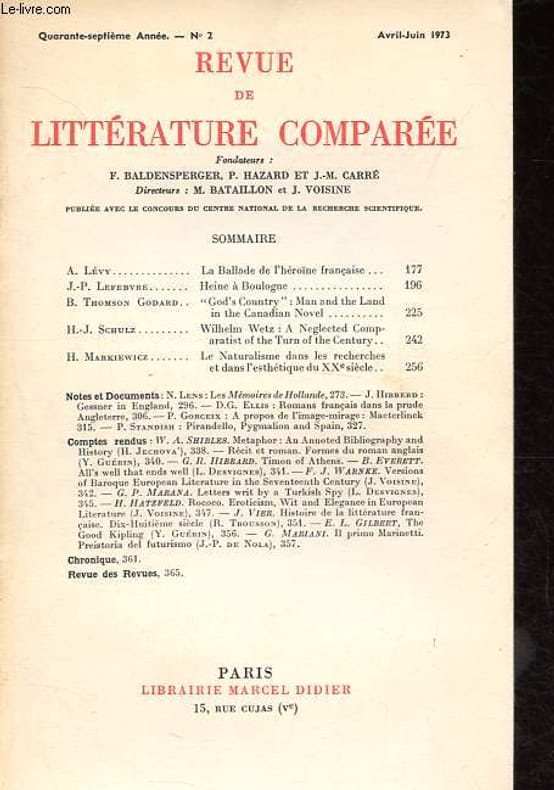 Le-livre.com
Quarante-septième Année. — N° 2 Avril-Juin 1973
REVUE
DE
LITTÉRATURE COMPARÉE
Fondateurs :
F. BALDENSPERGER, P. HAZARD ET J.-M. CARRÉ
Directeurs : M. BATAILLON et J. VOISINE
PUBLIÉE AVEC LE CONCOURS DU CENTRE NATIONAL DE LA RECHERCHE SCIENTIFIQUE.
SOMMAIRE
A. LÉVY.............. La Ballade de l'héroïne française ... 177
J.-P. LEFEBVRE....... Heine à Boulogne ................ 196
B. THOMSON GODARD.. "God's Country" : Man and the Land
in the Canadian Novel .......... 225
H.-J. SCHULZ......... Wilhelm Wetz : A Neglected Comp-
aratist of the Turn of the Century.. 242
H. MARKIEWICZ....... Le Naturalisme dans les recherches
et dans l'esthétique du XXe siècle.. 256
Notes et Documents : N. LENS : Les Mémoires de Hollande, 273. — J. HIBBERD :
Gessner in England, 296. — D.G. ELLIS : Romans français dans la prude
Angleterre, 306. — P. GORCEIX : A propos de l'image-mirage : Maeterlinck
315. — P. STANDISH : Pirandello, Pygmalion and Spain, 327.
Comptes rendus : W. A. SHIBLES. Metaphor : An Annoted Bibliography and
History (H. JECHOVA'), 338. — Récit et roman. Formes du roman anglais
(Y. GUÉRIN), 340. — G. R. HIBBARD. Timon of Athens. — B. EVERETT.
All's well that ends well (L. DESVIGNES), 341. — F. J. WARNKE. Versions
of Baroque European Literature in the Seventeenth Century (J. VOISINE),
342. — G. P. MARANA. Letters writ by a Turkish Spy (L. DESVIGNES),
345. — H. HATZFELD. Rococo. Eroticism, Wit and Elegance in European
Literature (J. VOISINE), 347. — J. VIER. Histoire de la littérature fran-
çaise. Dix-Huitième siècle (R. TROUSSON), 351. — E. L. GILBERT, The
Good Kipling (Y. GUÉRIN), 356. — G. MARIANI. Il primo Marinetti.
Preistoria del futurismo (J.-P. DE NOLA), 357.
Chronique, 361.
Revue des Revues, 365.
PARIS
LIBRAIRIE MARCEL DIDIER
15, RUE CUJAS (Ve)